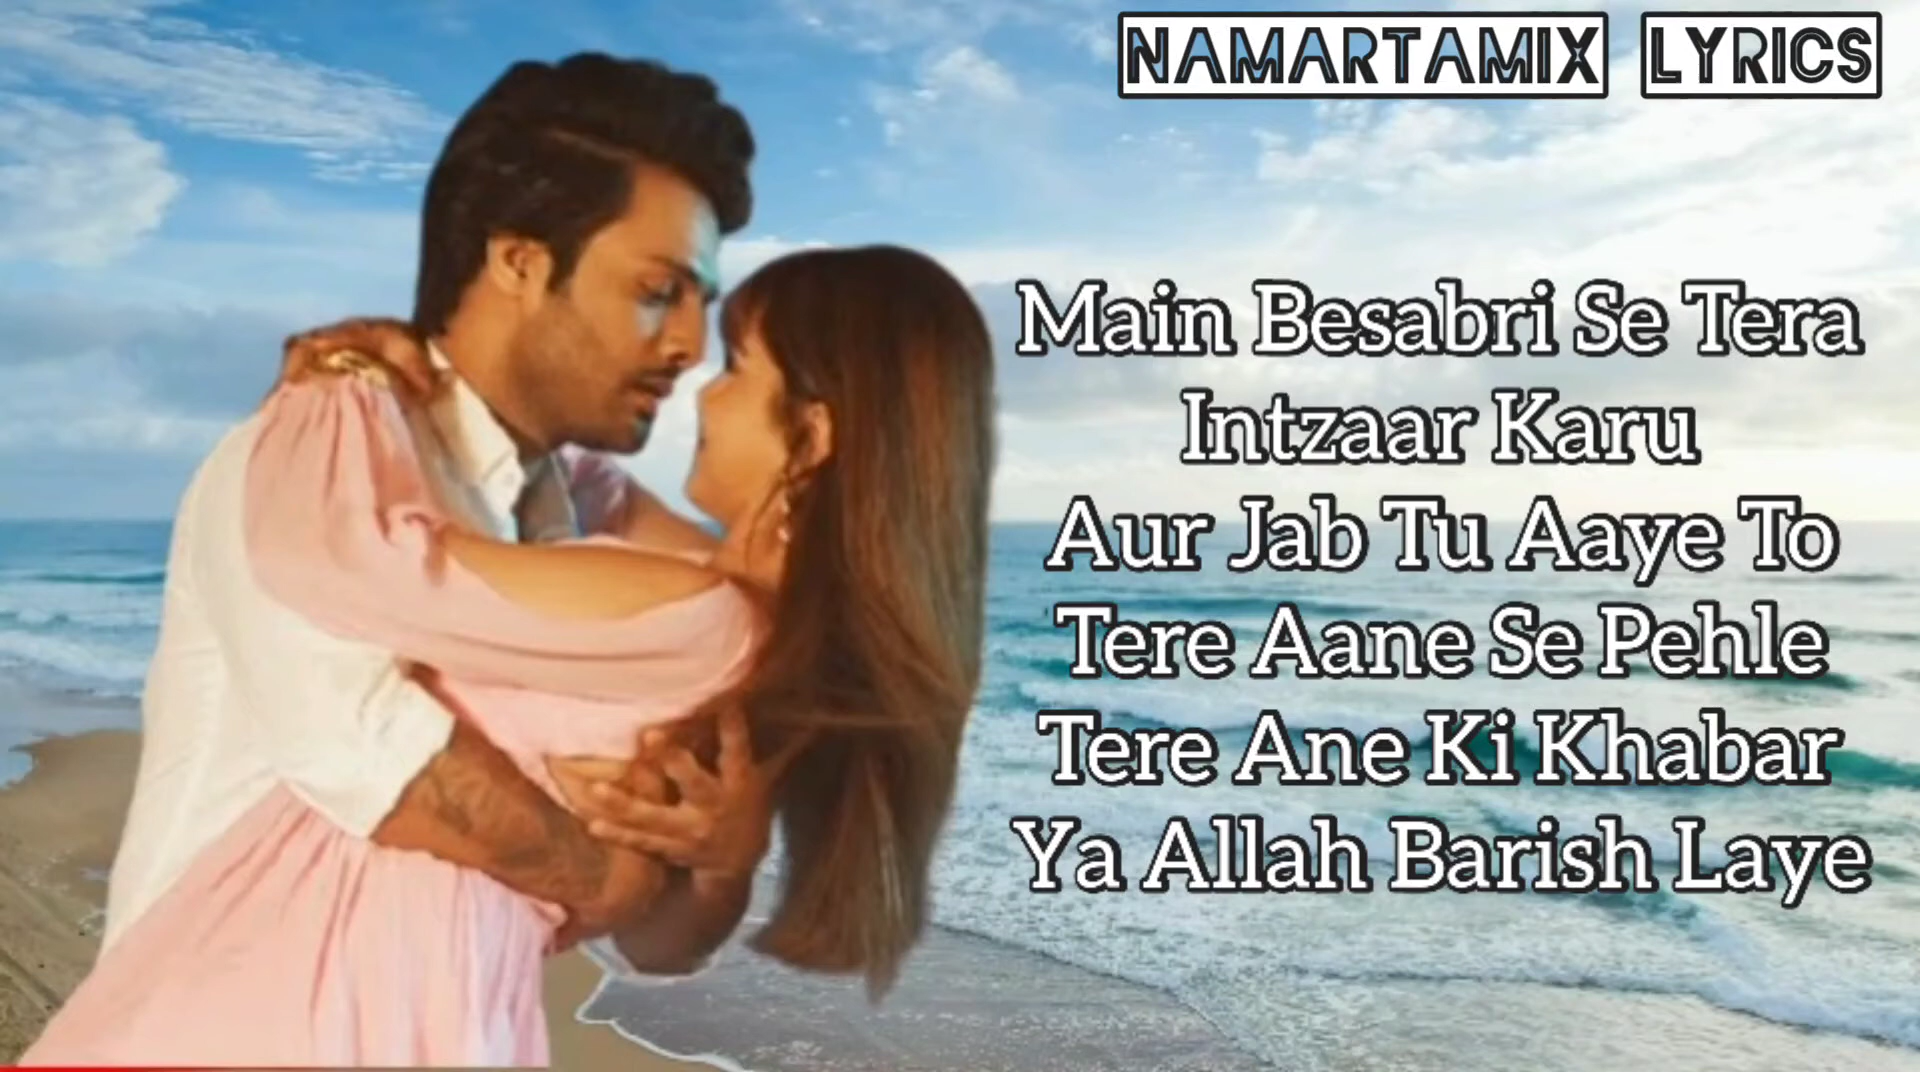 NAMARTAMIX LYRICS
Main Besabri Se Tera
Intzaar Karu
Aur Jab Tu Aaye To
Tere Aane Se Pehle
Tere Ane Ki Khabar
Ya Allah Barish Laye